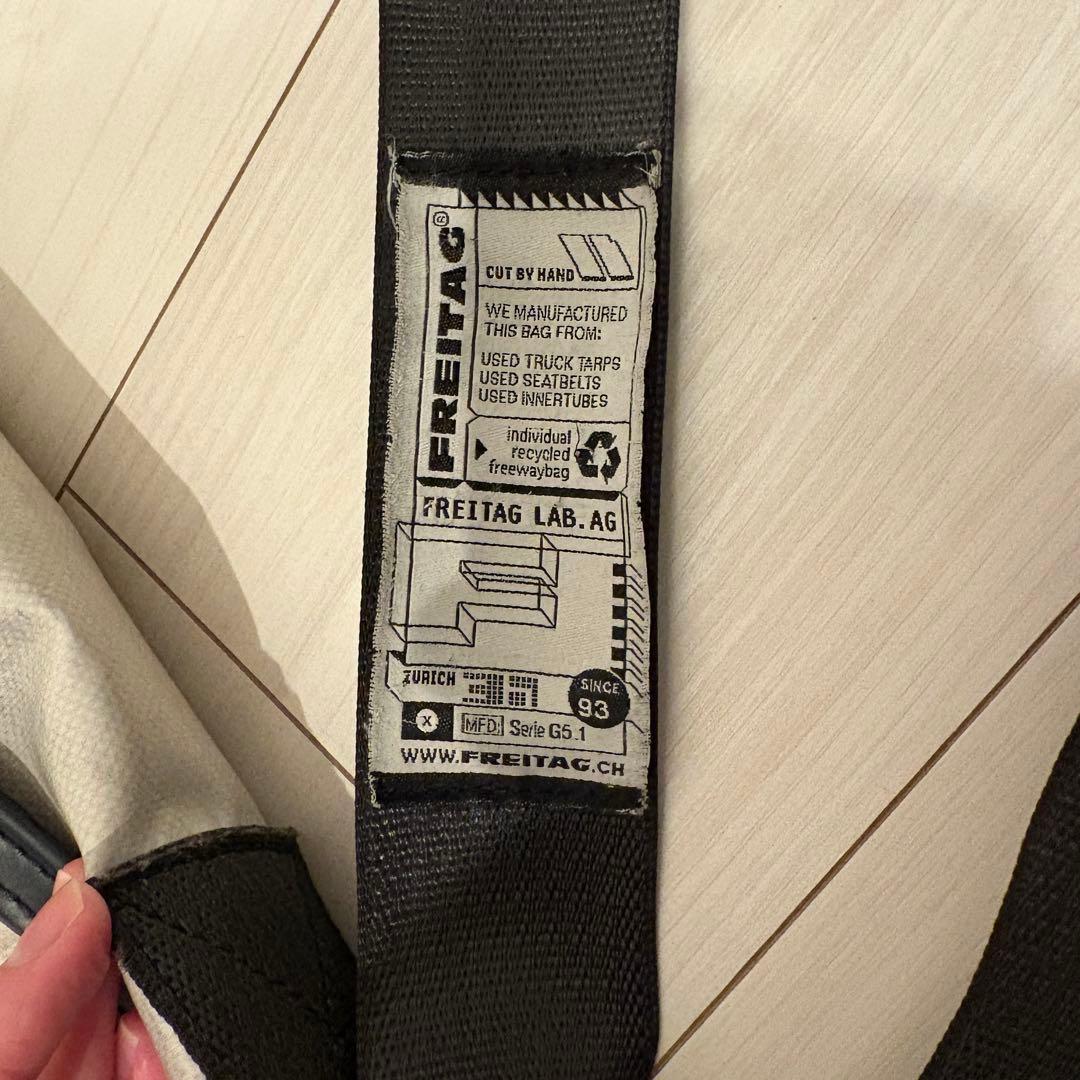 FREITAG®
CUT BY HAND
WE MANUFACTURED
THIS BAG FROM:
USED TRUCK TARPS
USED SEATBELTS
USED INNERTUBES
individual
recycled
freewaybag
FREITAG LAB.AG
ZURICH
SINCE
93
X MFD: Serie G5.1
WWW.FREITAG.CH